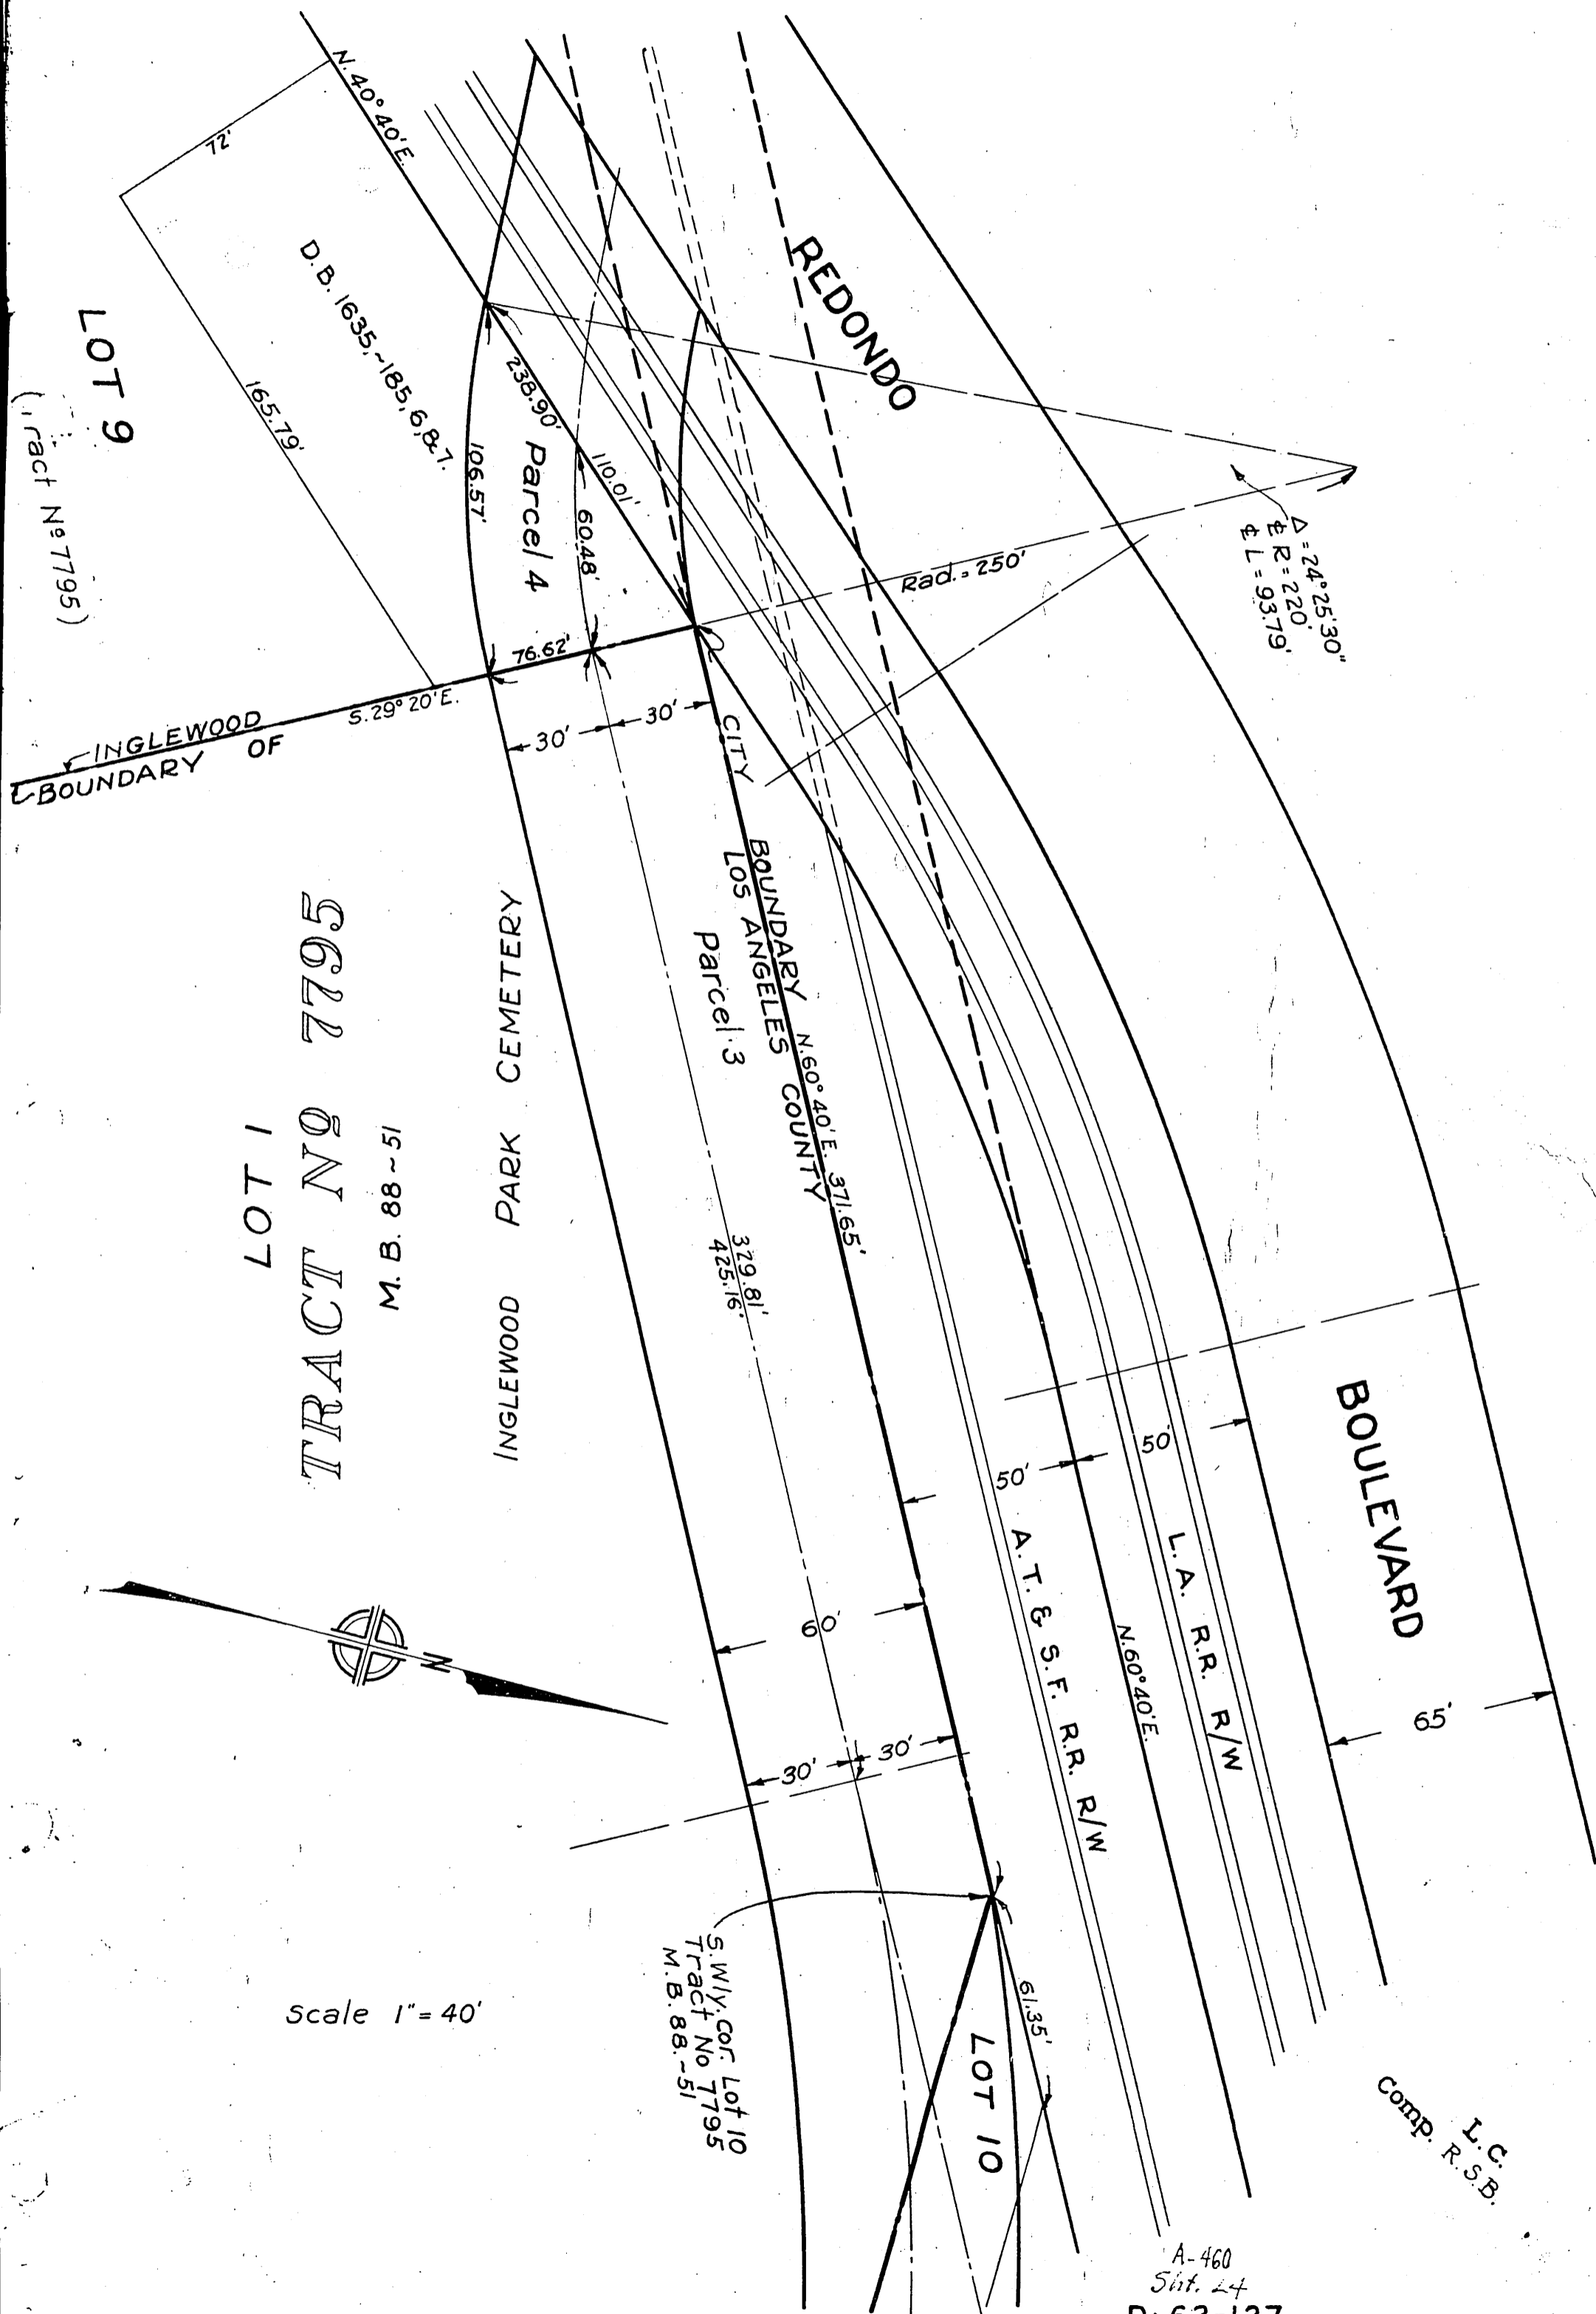 N. 40° 40' E.
72'
D. B. 1635,~185,6,&7.
165.79'
LOT 9
(Tract Nº 7795)
238.90'
110.01'
106.57'
Parcel 4
60.48'
76.62'
S. 29° 20' E.
INGLEWOOD
BOUNDARY OF
30'
30'
REDONDO
Rad. = 250'
Δ = 24° 25' 30"
₵ R = 220'
₵ L = 93.79'
CITY BOUNDARY N. 60° 40' E. 371.65'
LOS ANGELES COUNTY
Parcel 3
329.81'
425.16'
INGLEWOOD PARK CEMETERY
LOT 1
TRACT Nº 7795
M. B. 88~51
BOULEVARD
50'
50'
A. T. & S. F. R.R. R/W
L. A. R.R. R/W
N. 60° 40' E.
65'
60'
30'
30'
N
S. W'ly. Cor. Lot 10
Tract No 7795
M. B. 88.~51
61.35'
LOT 10
Scale 1" = 40'
L. C.
Comp. R. S. B.
A-460
Sht. 24